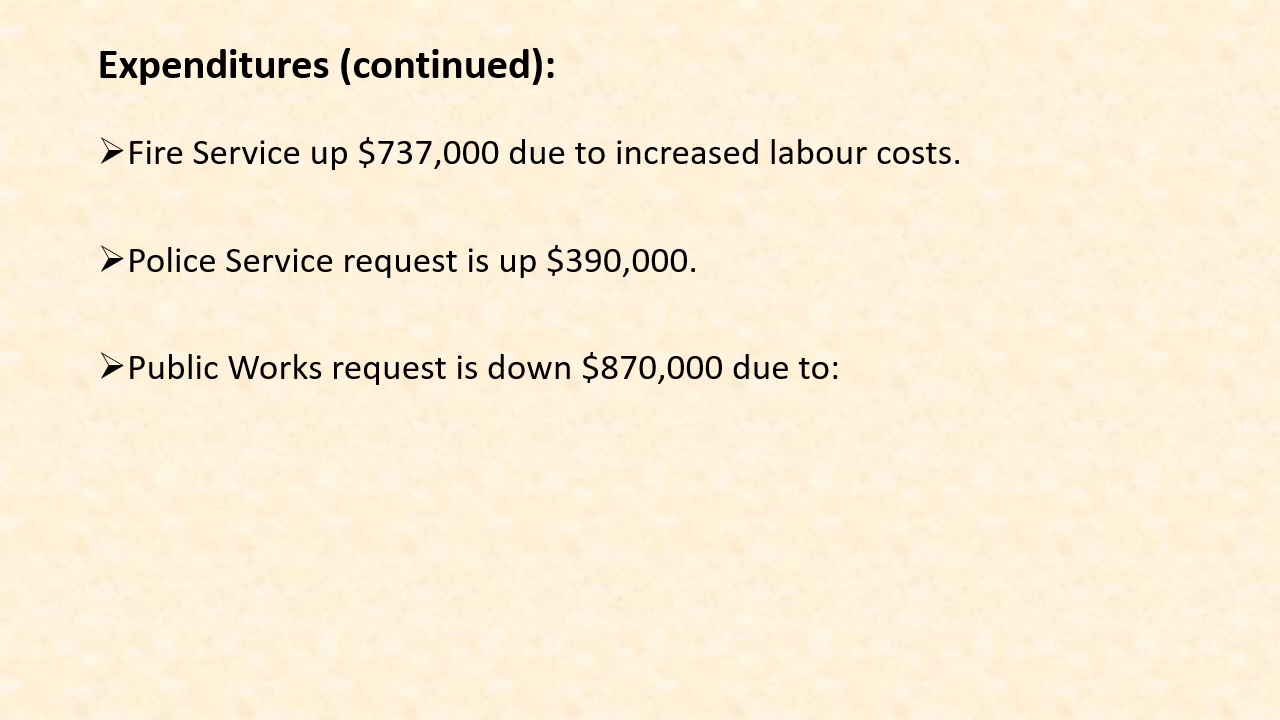 Expenditures (continued):
➢Fire Service up $737,000 due to increased labour costs.
➢Police Service request is up $390,000.
➢Public Works request is down $870,000 due to: